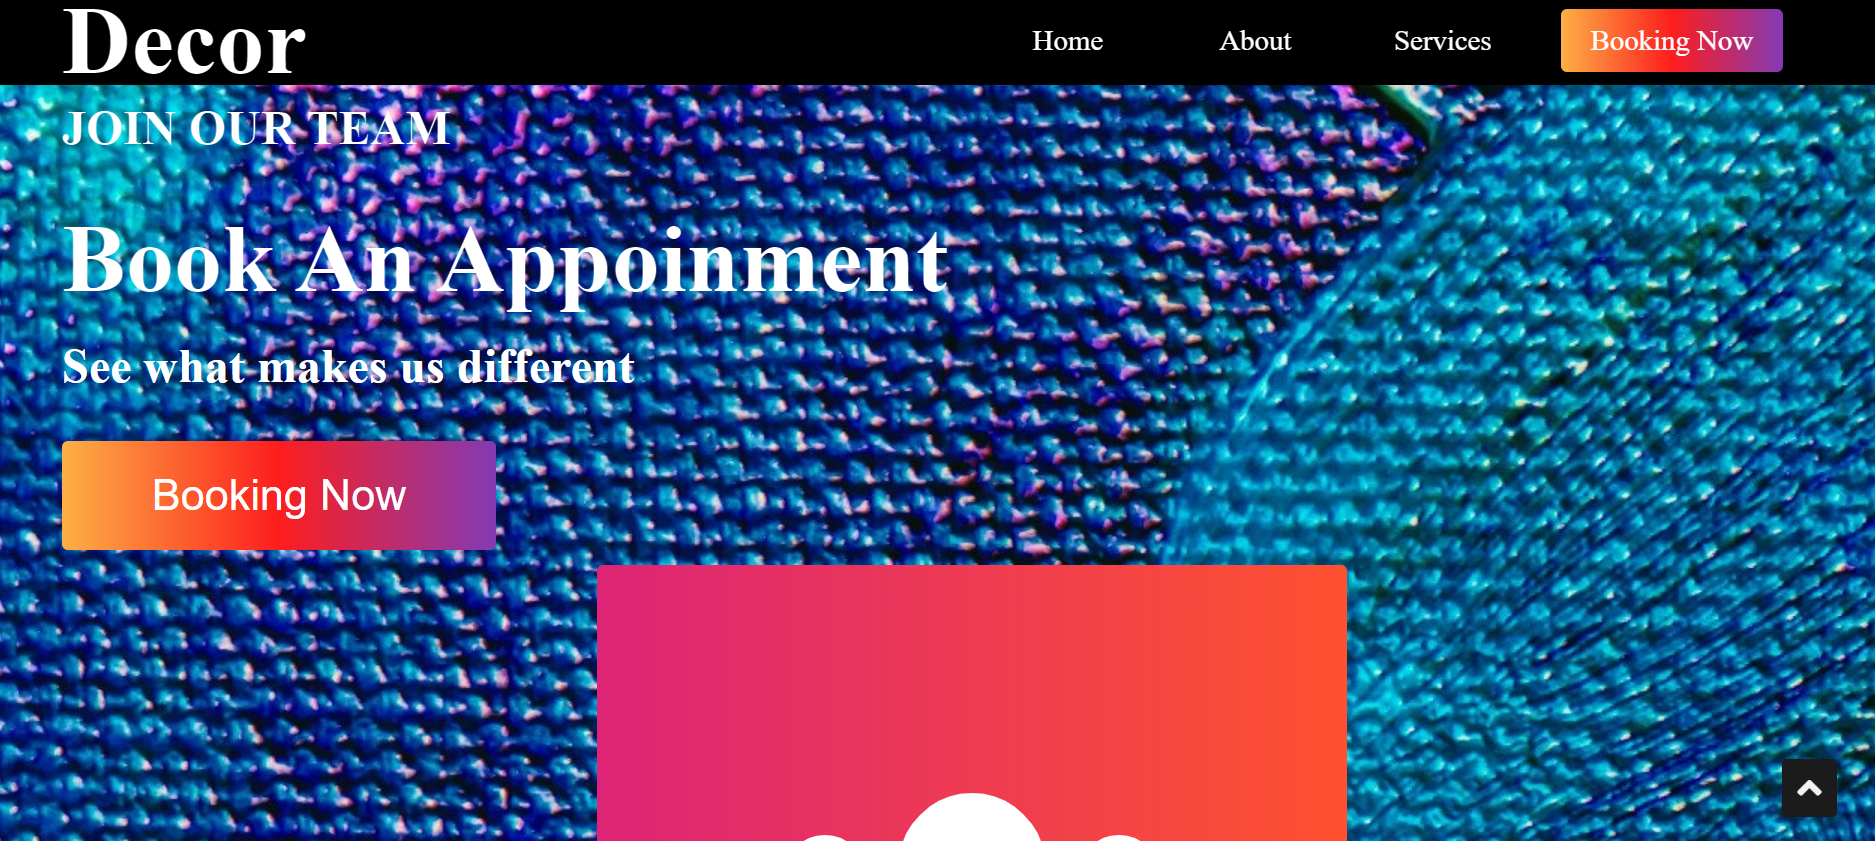 Decor
Home About Services Booking Now
JOIN OUR TEAM
Book An Appoinment
See what makes us different
Booking Now